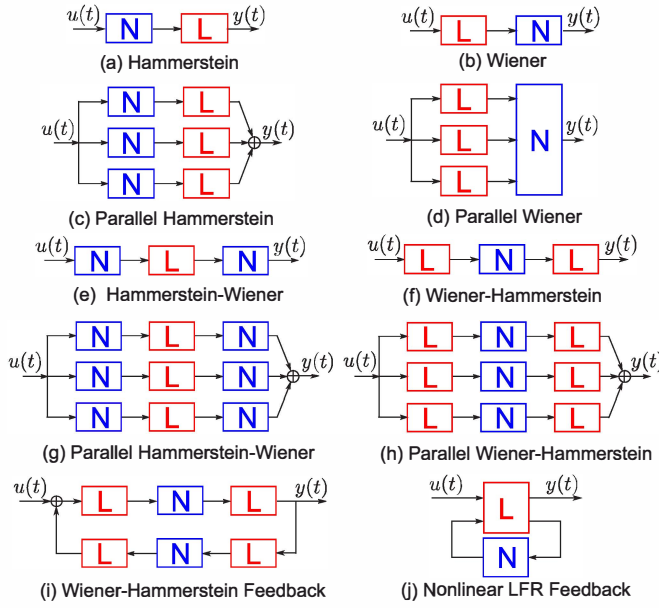 u(t) N L y(t)
(a) Hammerstein
u(t) L N y(t)
(b) Wiener
N L
u(t) N L y(t)
N L
(c) Parallel Hammerstein
L
u(t) L N y(t)
L
(d) Parallel Wiener
u(t) N L N y(t)
(e) Hammerstein-Wiener
u(t) L N L y(t)
(f) Wiener-Hammerstein
N L N
u(t) N L N y(t)
N L N
(g) Parallel Hammerstein-Wiener
L N L
u(t) L N L y(t)
L N L
(h) Parallel Wiener-Hammerstein
u(t) L N L y(t)
L N L
(i) Wiener-Hammerstein Feedback
u(t) L y(t)
N
(j) Nonlinear LFR Feedback